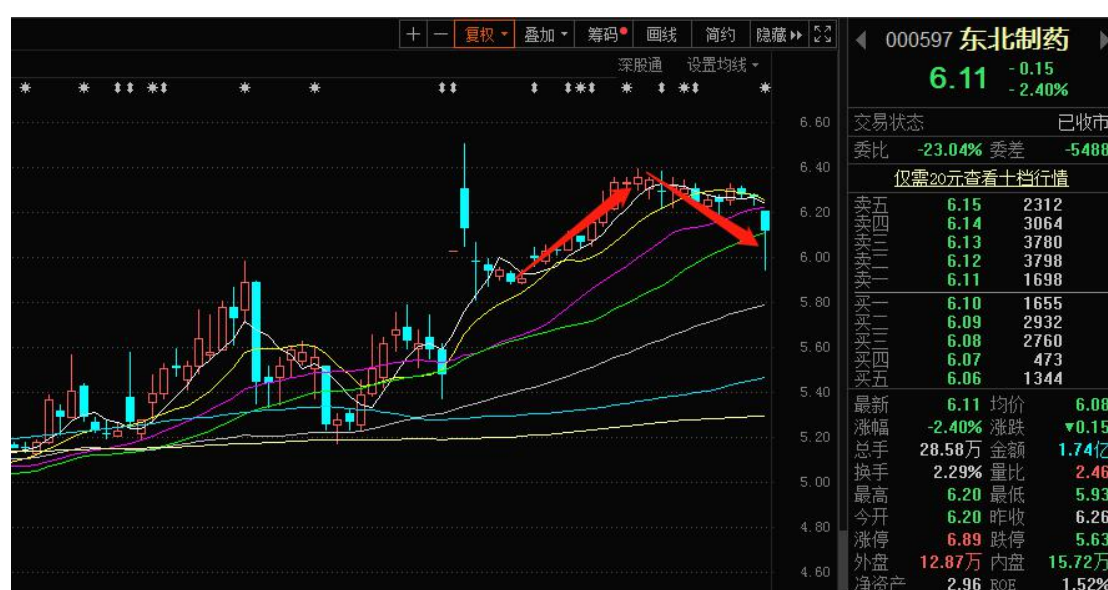 复权 叠加 筹码 画线 简约 隐藏
深股通 设置均线
6.60
6.40
6.20
6.00
5.80
5.60
5.40
5.20
5.00
4.80
4.60
000597 东北制药
6.11 -0.15
-2.40%
交易状态 已收市
委比 -23.04% 委差 -5488
仅需20元查看十档行情
卖五 6.15 2312
卖四 6.14 3064
卖三 6.13 3780
卖二 6.12 3798
卖一 6.11 1698
买一 6.10 1655
买二 6.09 2932
买三 6.08 2760
买四 6.07 473
买五 6.06 1344
最新 6.11 均价 6.08
涨幅 -2.40% 涨跌 ▼0.15
总手 28.58万 金额 1.74亿
换手 2.29% 量比 2.46
最高 6.20 最低 5.93
今开 6.20 昨收 6.26
涨停 6.89 跌停 5.63
外盘 12.87万 内盘 15.72万
净资产 2.96 ROE 1.52%